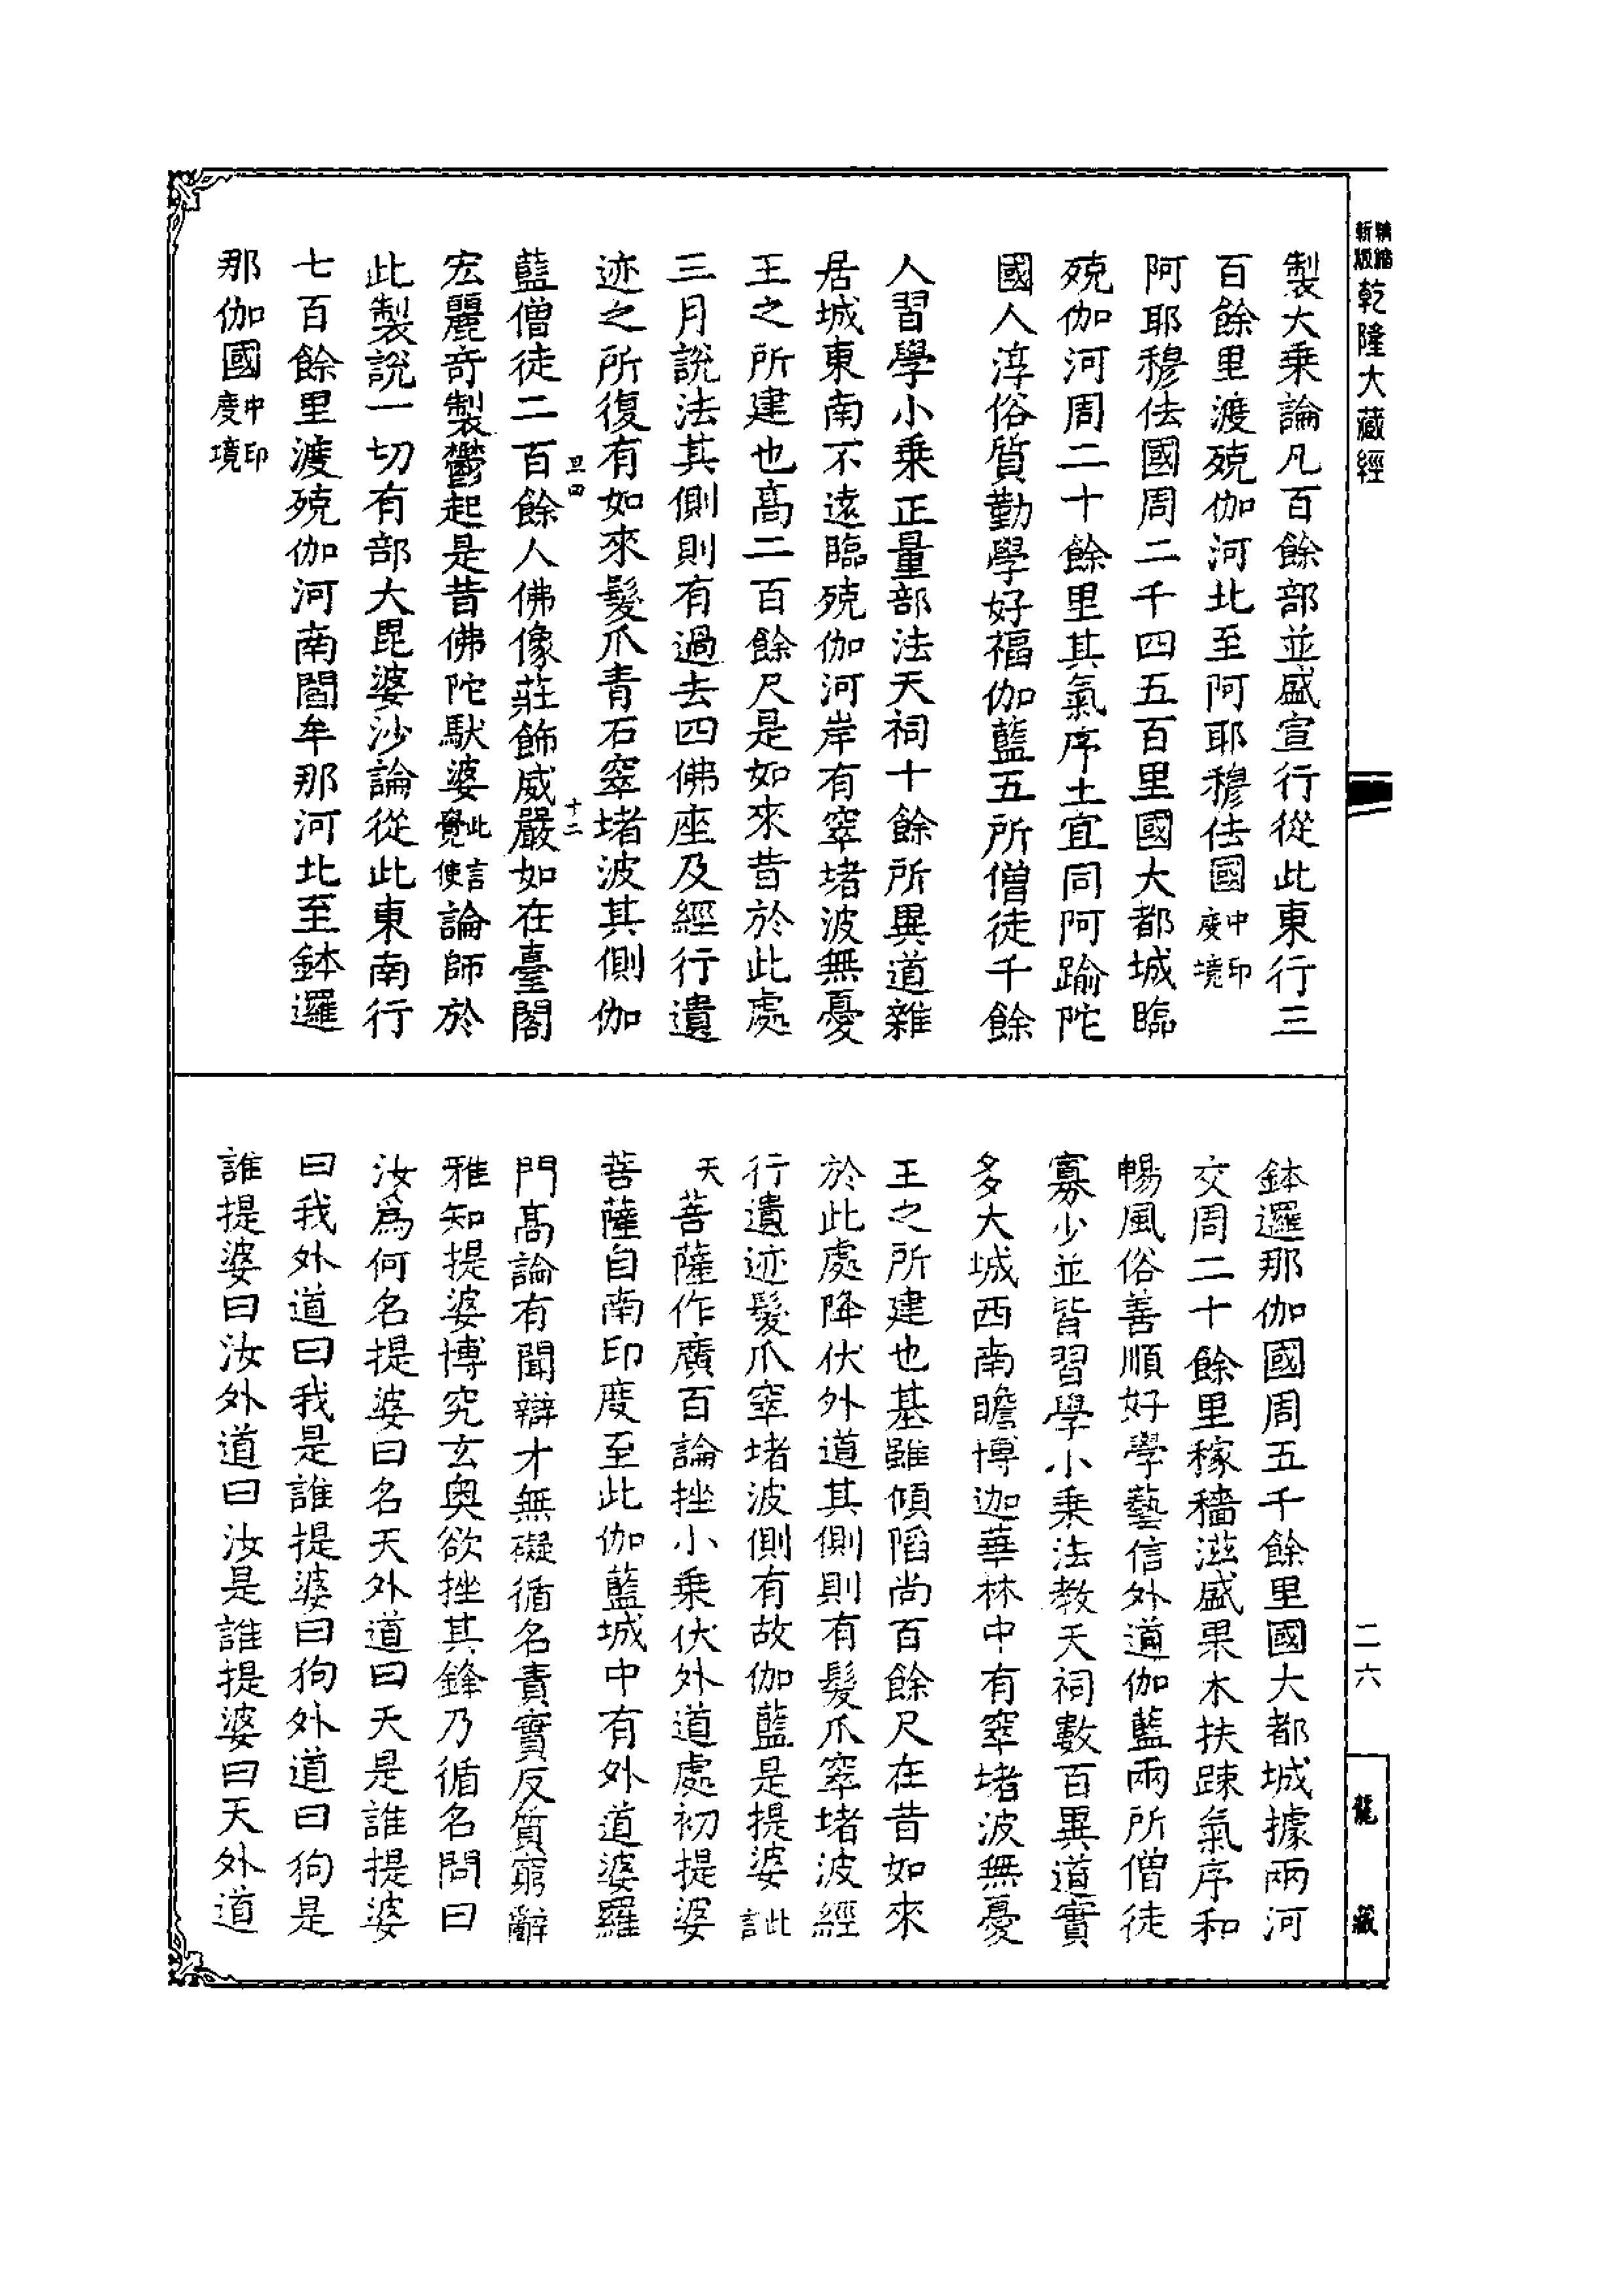 新版精縮乾隆大藏經
製大乘論凡百餘部並盛宣行從此東行三
百餘里渡殑伽河北至阿耶穆佉國中印度境
阿耶穆佉國周二千四五百里國大都城臨
殑伽河周二十餘里其氣序土宜同阿踰陀
國人淳俗質勤學好福伽藍五所僧徒千餘
人習學小乘正量部法天祠十餘所異道雜
居城東南不遠臨殑伽河岸有窣堵波無憂
王之所建也高二百餘尺是如來昔於此處
三月說法其側則有過去四佛座及經行遺
迹之所復有如來髮爪青石窣堵波其側伽
十二
藍僧徒二百餘人佛像莊飾威嚴如在臺閣
宏麗奇製鬱起是昔佛陀馱婆此言覺使論師於
此製說一切有部大毘婆沙論從此東南行
七百餘里渡殑伽河南閻牟那河北至鉢邏
那伽國中印度境
鉢邏那伽國周五千餘里國大都城據兩河
交周二十餘里稼穡滋盛果木扶疎氣序和
暢風俗善順好學藝信外道伽藍兩所僧徒
寡少並皆習學小乘法教天祠數百異道實
多大城西南瞻博迦華林中有窣堵波無憂
王之所建也基雖傾陷尚百餘尺在昔如來
於此處降伏外道其側則有髮爪窣堵波經
行遺迹髮爪窣堵波側有故伽藍是提婆此言
天菩薩作廣百論挫小乘伏外道處初提婆
菩薩自南印度至此伽藍城中有外道婆羅
門高論有聞辯才無礙循名責實反質窮辭
雅知提婆博究玄奧欲挫其鋒乃循名問曰
汝為何名提婆曰名天外道曰天是誰提婆
曰我外道曰我是誰提婆曰狗外道曰狗是
誰提婆曰汝外道曰汝是誰提婆曰天外道
二六
龍藏